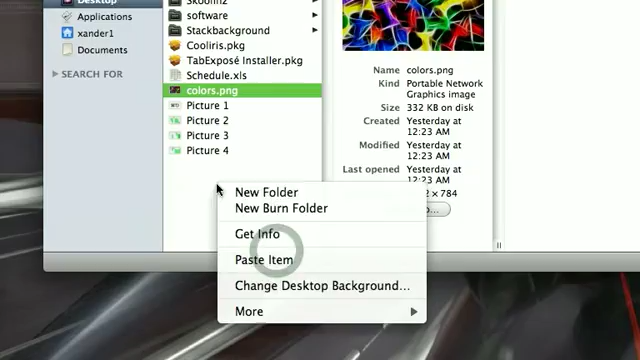 Desktop
Applications
xander1
Documents
SEARCH FOR
software
Stackbackground
Cooliris.pkg
TabExposé Installer.pkg
Schedule.xls
colors.png
Picture 1
Picture 2
Picture 3
Picture 4
Name colors.png
Kind Portable Network
Graphics image
Size 332 KB on disk
Created Yesterday at
12:23 AM
Modified Yesterday at
12:23 AM
Last opened Yesterday at
12:23 AM
× 784
New Folder
New Burn Folder
Get Info
Paste Item
Change Desktop Background...
More